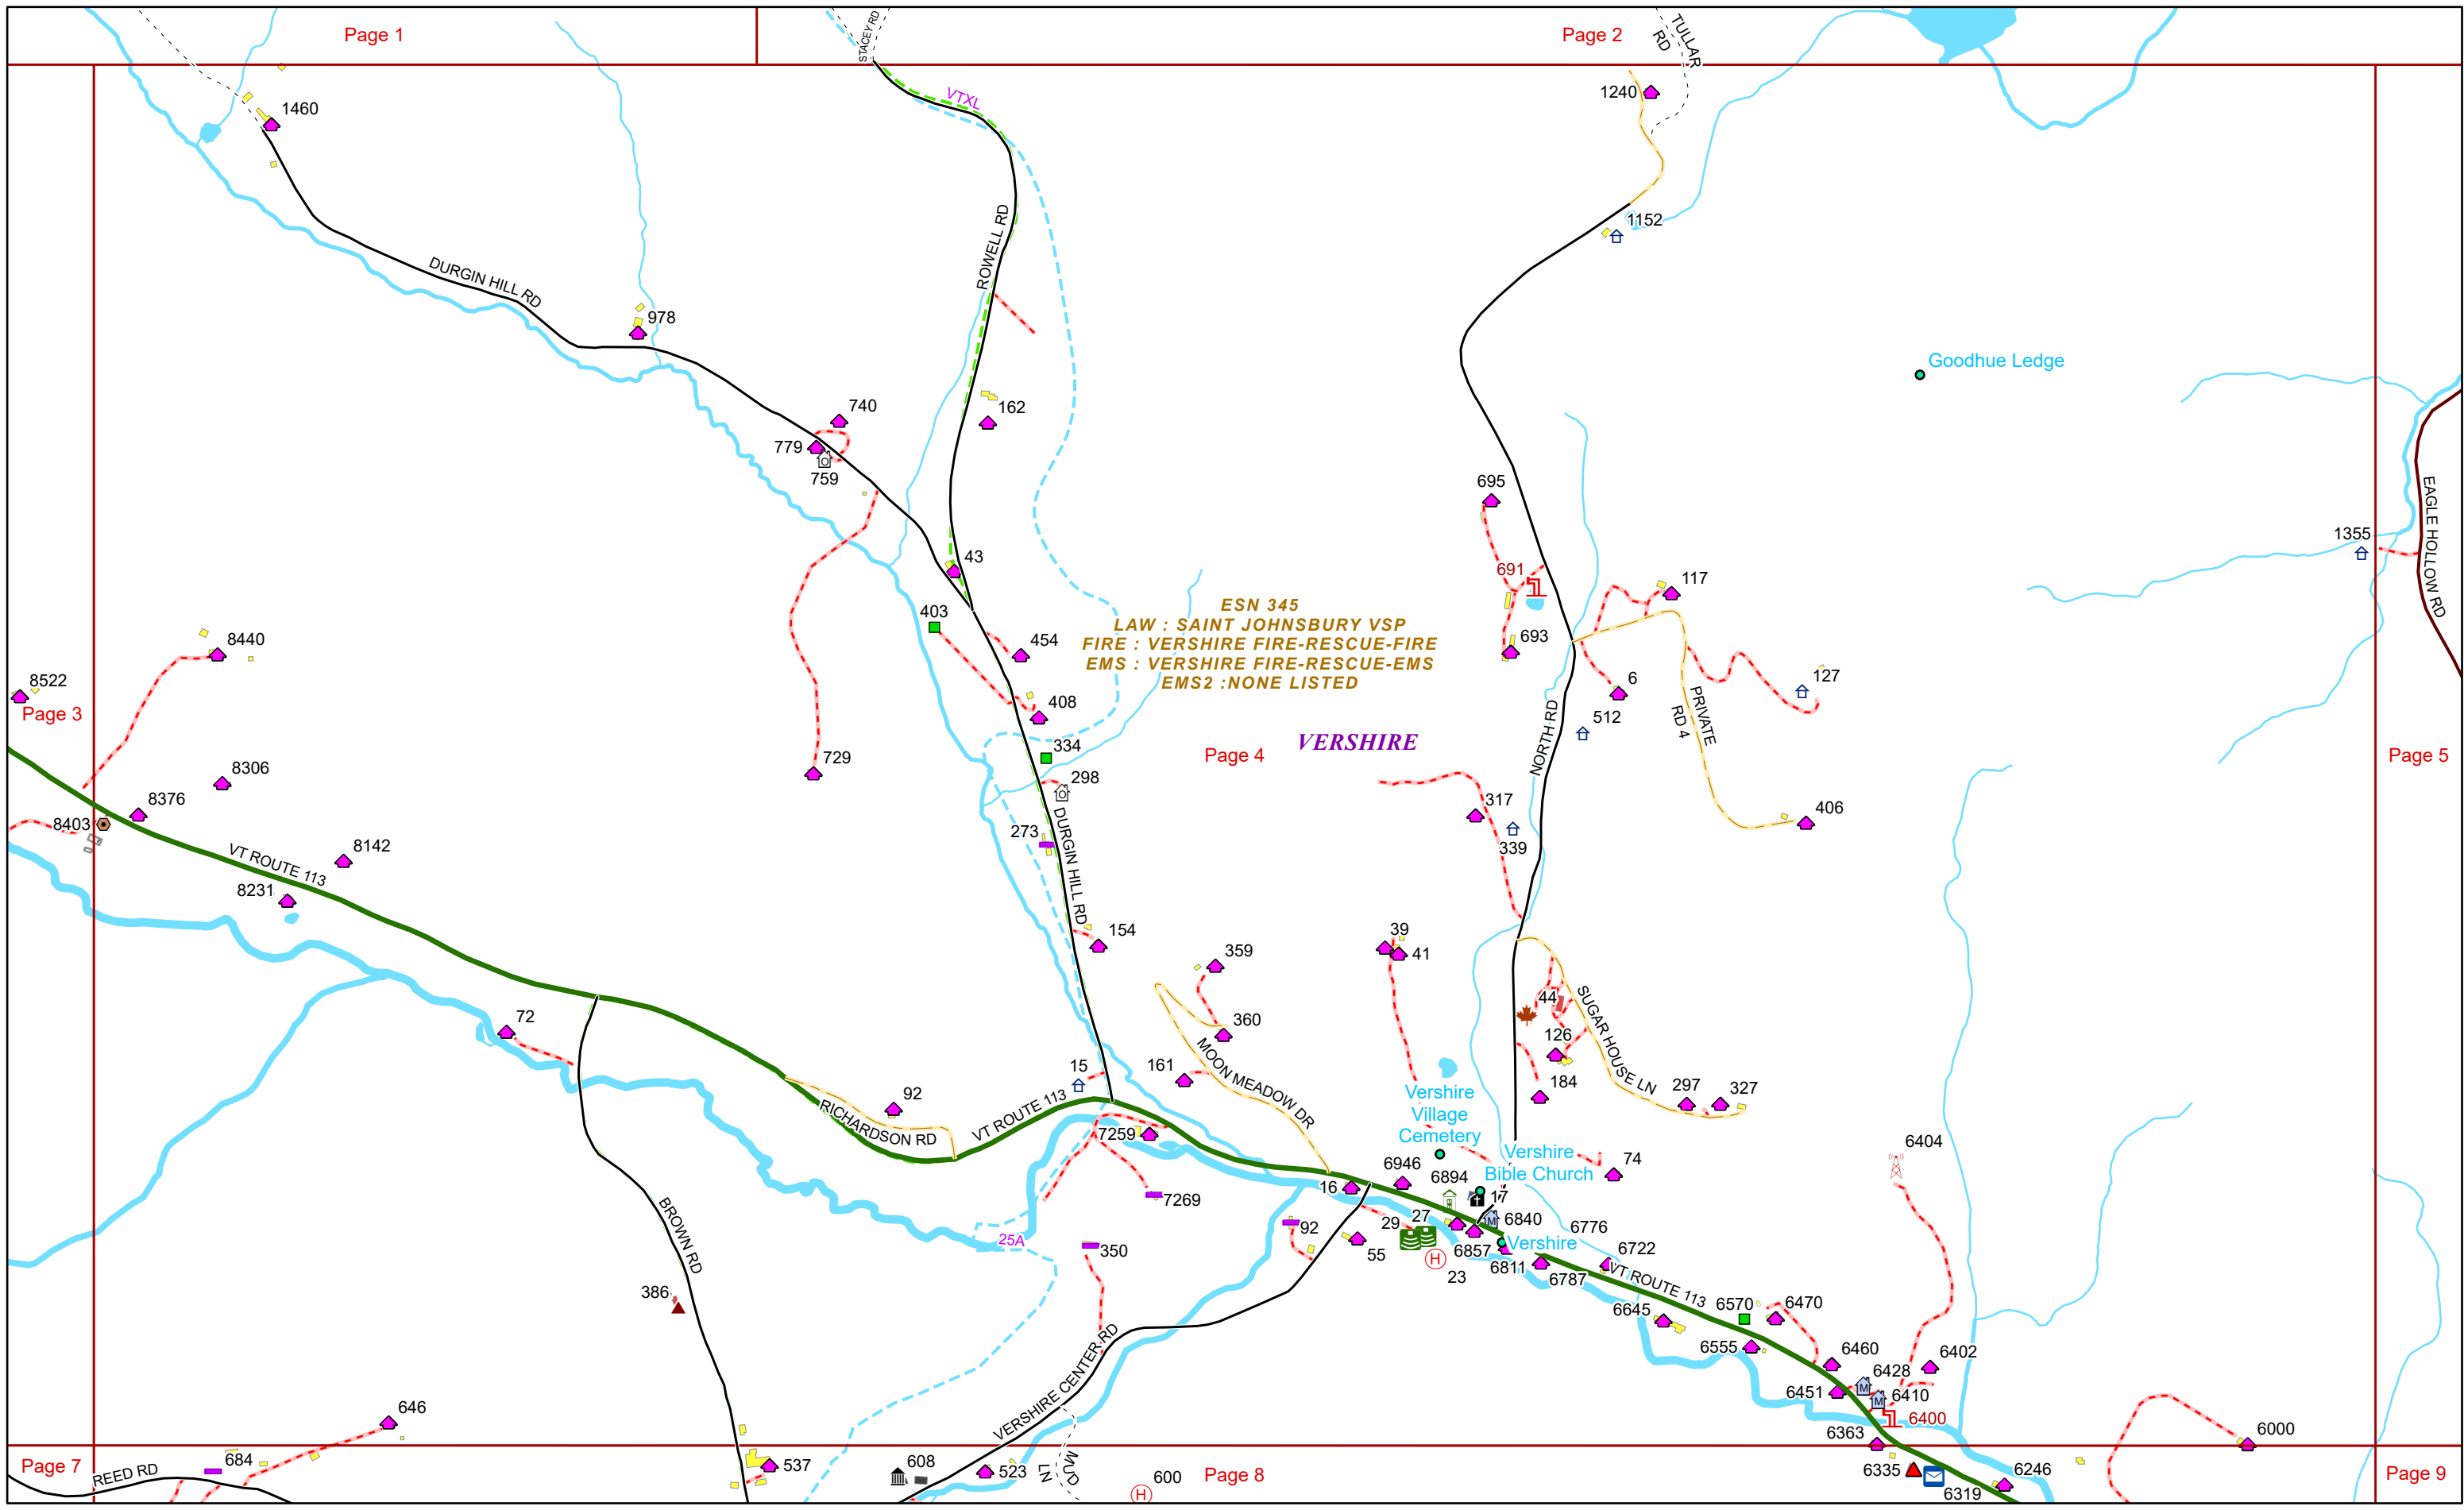 Page 1
STACEY RD
Page 2
TULLAR
RD
VTXL
1240
1460
1152
ROWELL RD
DURGIN HILL RD
978
Goodhue Ledge
740
162
779
759
695
EAGLE HOLLOW RD
1355
43
691
117
403
ESN 345
LAW : SAINT JOHNSBURY VSP
FIRE : VERSHIRE FIRE-RESCUE-FIRE
EMS : VERSHIRE FIRE-RESCUE-EMS
EMS2 :NONE LISTED
454
693
8440
8522
Page 3
6
127
408
512
PRIVATE
RD 4
NORTH RD
VERSHIRE
334
Page 4
Page 5
729
298
8306
8376
8403
317
406
339
273
DURGIN HILL RD
8142
VT ROUTE 113
8231
154
39
41
359
44
SUGAR HOUSE LN
72
360
126
MOON MEADOW DR
15
161
184
297
327
92
Vershire
Village
Cemetery
RICHARDSON RD
VT ROUTE 113
7259
6404
Vershire
Bible Church
74
6946
6894
16
17
7269
BROWN RD
92
29
27
6840
6776
25A
350
55
6857
Vershire
6811
6787
6722
23
VT ROUTE 113
386
6645
6570
6470
6555
VERSHIRE CENTER RD
6460
6402
6428
6451
6410
646
6400
6363
6000
684
Page 7
REED RD
537
608
523
MUD
LN
600
Page 8
6335
6319
6246
Page 9